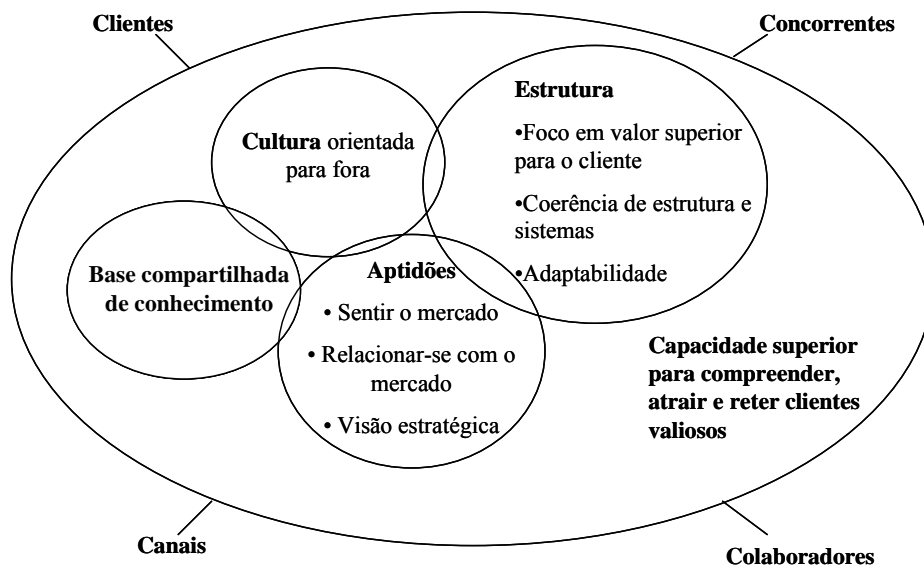 Clientes
Concorrentes
Estrutura
•Foco em valor superior
para o cliente
•Coerência de estrutura e
sistemas
•Adaptabilidade
Cultura orientada
para fora
Base compartilhada
de conhecimento
Aptidões
• Sentir o mercado
• Relacionar-se com o
mercado
• Visão estratégica
Capacidade superior
para compreender,
atrair e reter clientes
valiosos
Canais
Colaboradores